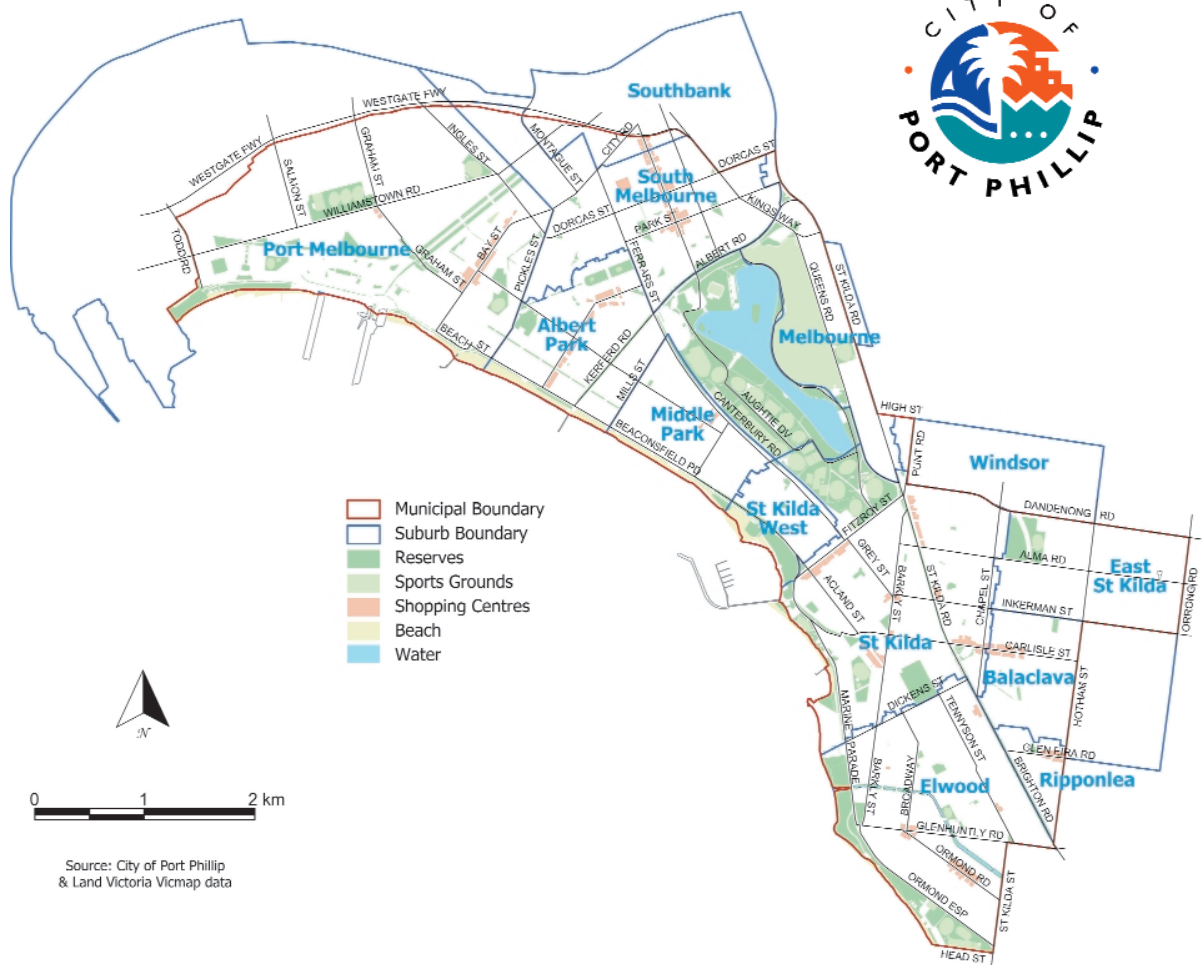 CITY OF
PORT PHILLIP
Southbank
WESTGATE FWY
WESTGATE FWY
GRAHAM ST
INGLES ST
MONTAGUE ST
CITY RD
DORCAS ST
SALMON ST
WILLIAMSTOWN RD
South
Melbourne
KINGS WAY
DORCAS ST
PARK ST
TODD RD
Port Melbourne
GRAHAM ST
BAY ST
PICKLES ST
FERRARS ST
ALBERT RD
QUEENS RD
ST KILDA RD
Albert
Park
BEACH ST
KERFERD RD
MILLS ST
Melbourne
Middle
Park
CANTERBURY RD
AUGHTIE DV
BEACONSFIELD PD
HIGH ST
PUNT RD
Windsor
DANDENONG RD
St Kilda
West
FITZROY ST
GREY ST
ACLAND ST
BARKLY ST
ST KILDA RD
CHAPEL ST
ALMA RD
East
St Kilda
INKERMAN ST
ORRONG RD
St Kilda
CARLISLE ST
Balaclava
HOTHAM ST
DICKENS ST
MARINE PARADE
TENNYSON ST
GLEN EIRA RD
Ripponlea
BARKLY ST
BROADWAY
Elwood
BRIGHTON RD
GLENHUNTLY RD
ORMOND RD
ORMOND ESP
ST KILDA ST
HEAD ST
Municipal Boundary
Suburb Boundary
Reserves
Sports Grounds
Shopping Centres
Beach
Water
N
0 1 2 km
Source: City of Port Phillip
& Land Victoria Vicmap data